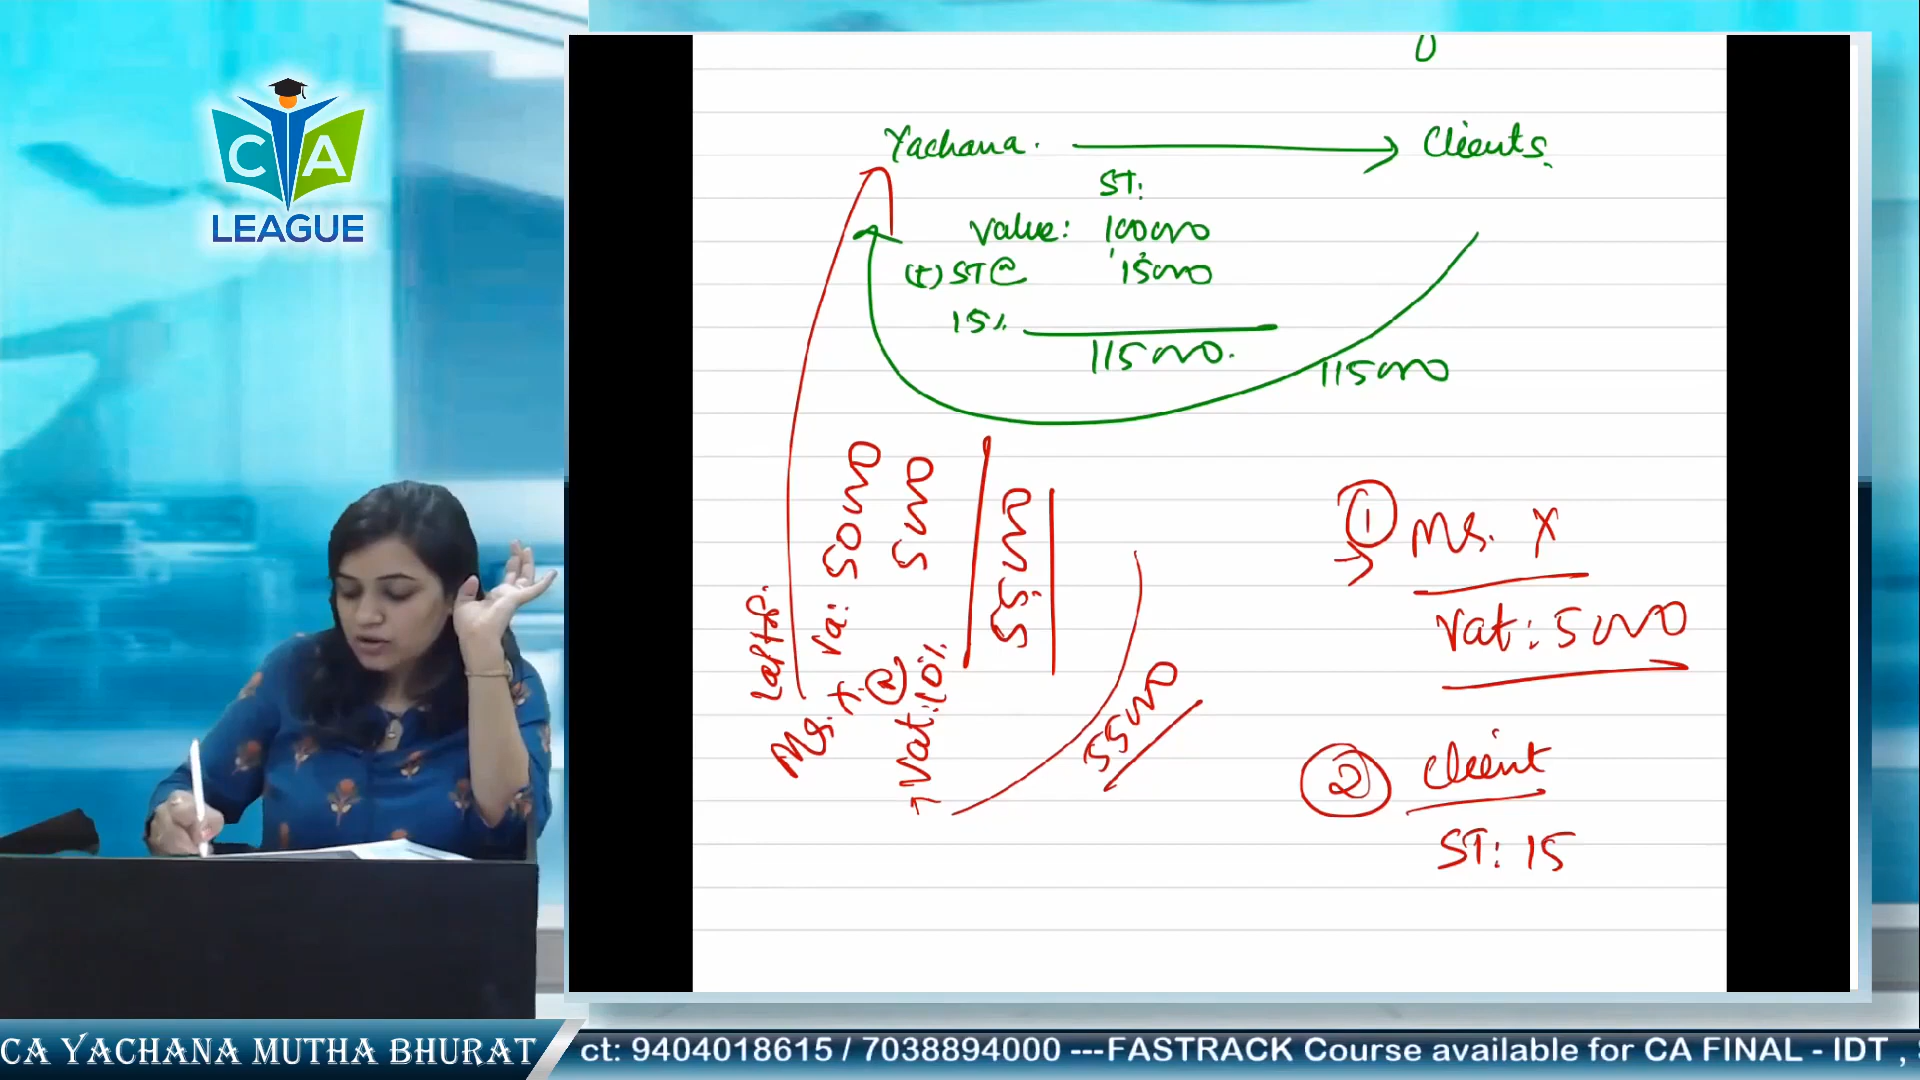 CA
LEAGUE
Yachana. Clients
ST:
Value: 100000
(+) ST@ 15000
15%
115000.
115000
Laptop.
Ms. X. Va: 50000
@
Vat: 10% 5000
55000
55000
① Ms. X
Vat: 5000
② Client
ST: 15
CA YACHANA MUTHA BHURAT
ct: 9404018615 / 7038894000 ---FASTRACK Course available for CA FINAL - IDT ,